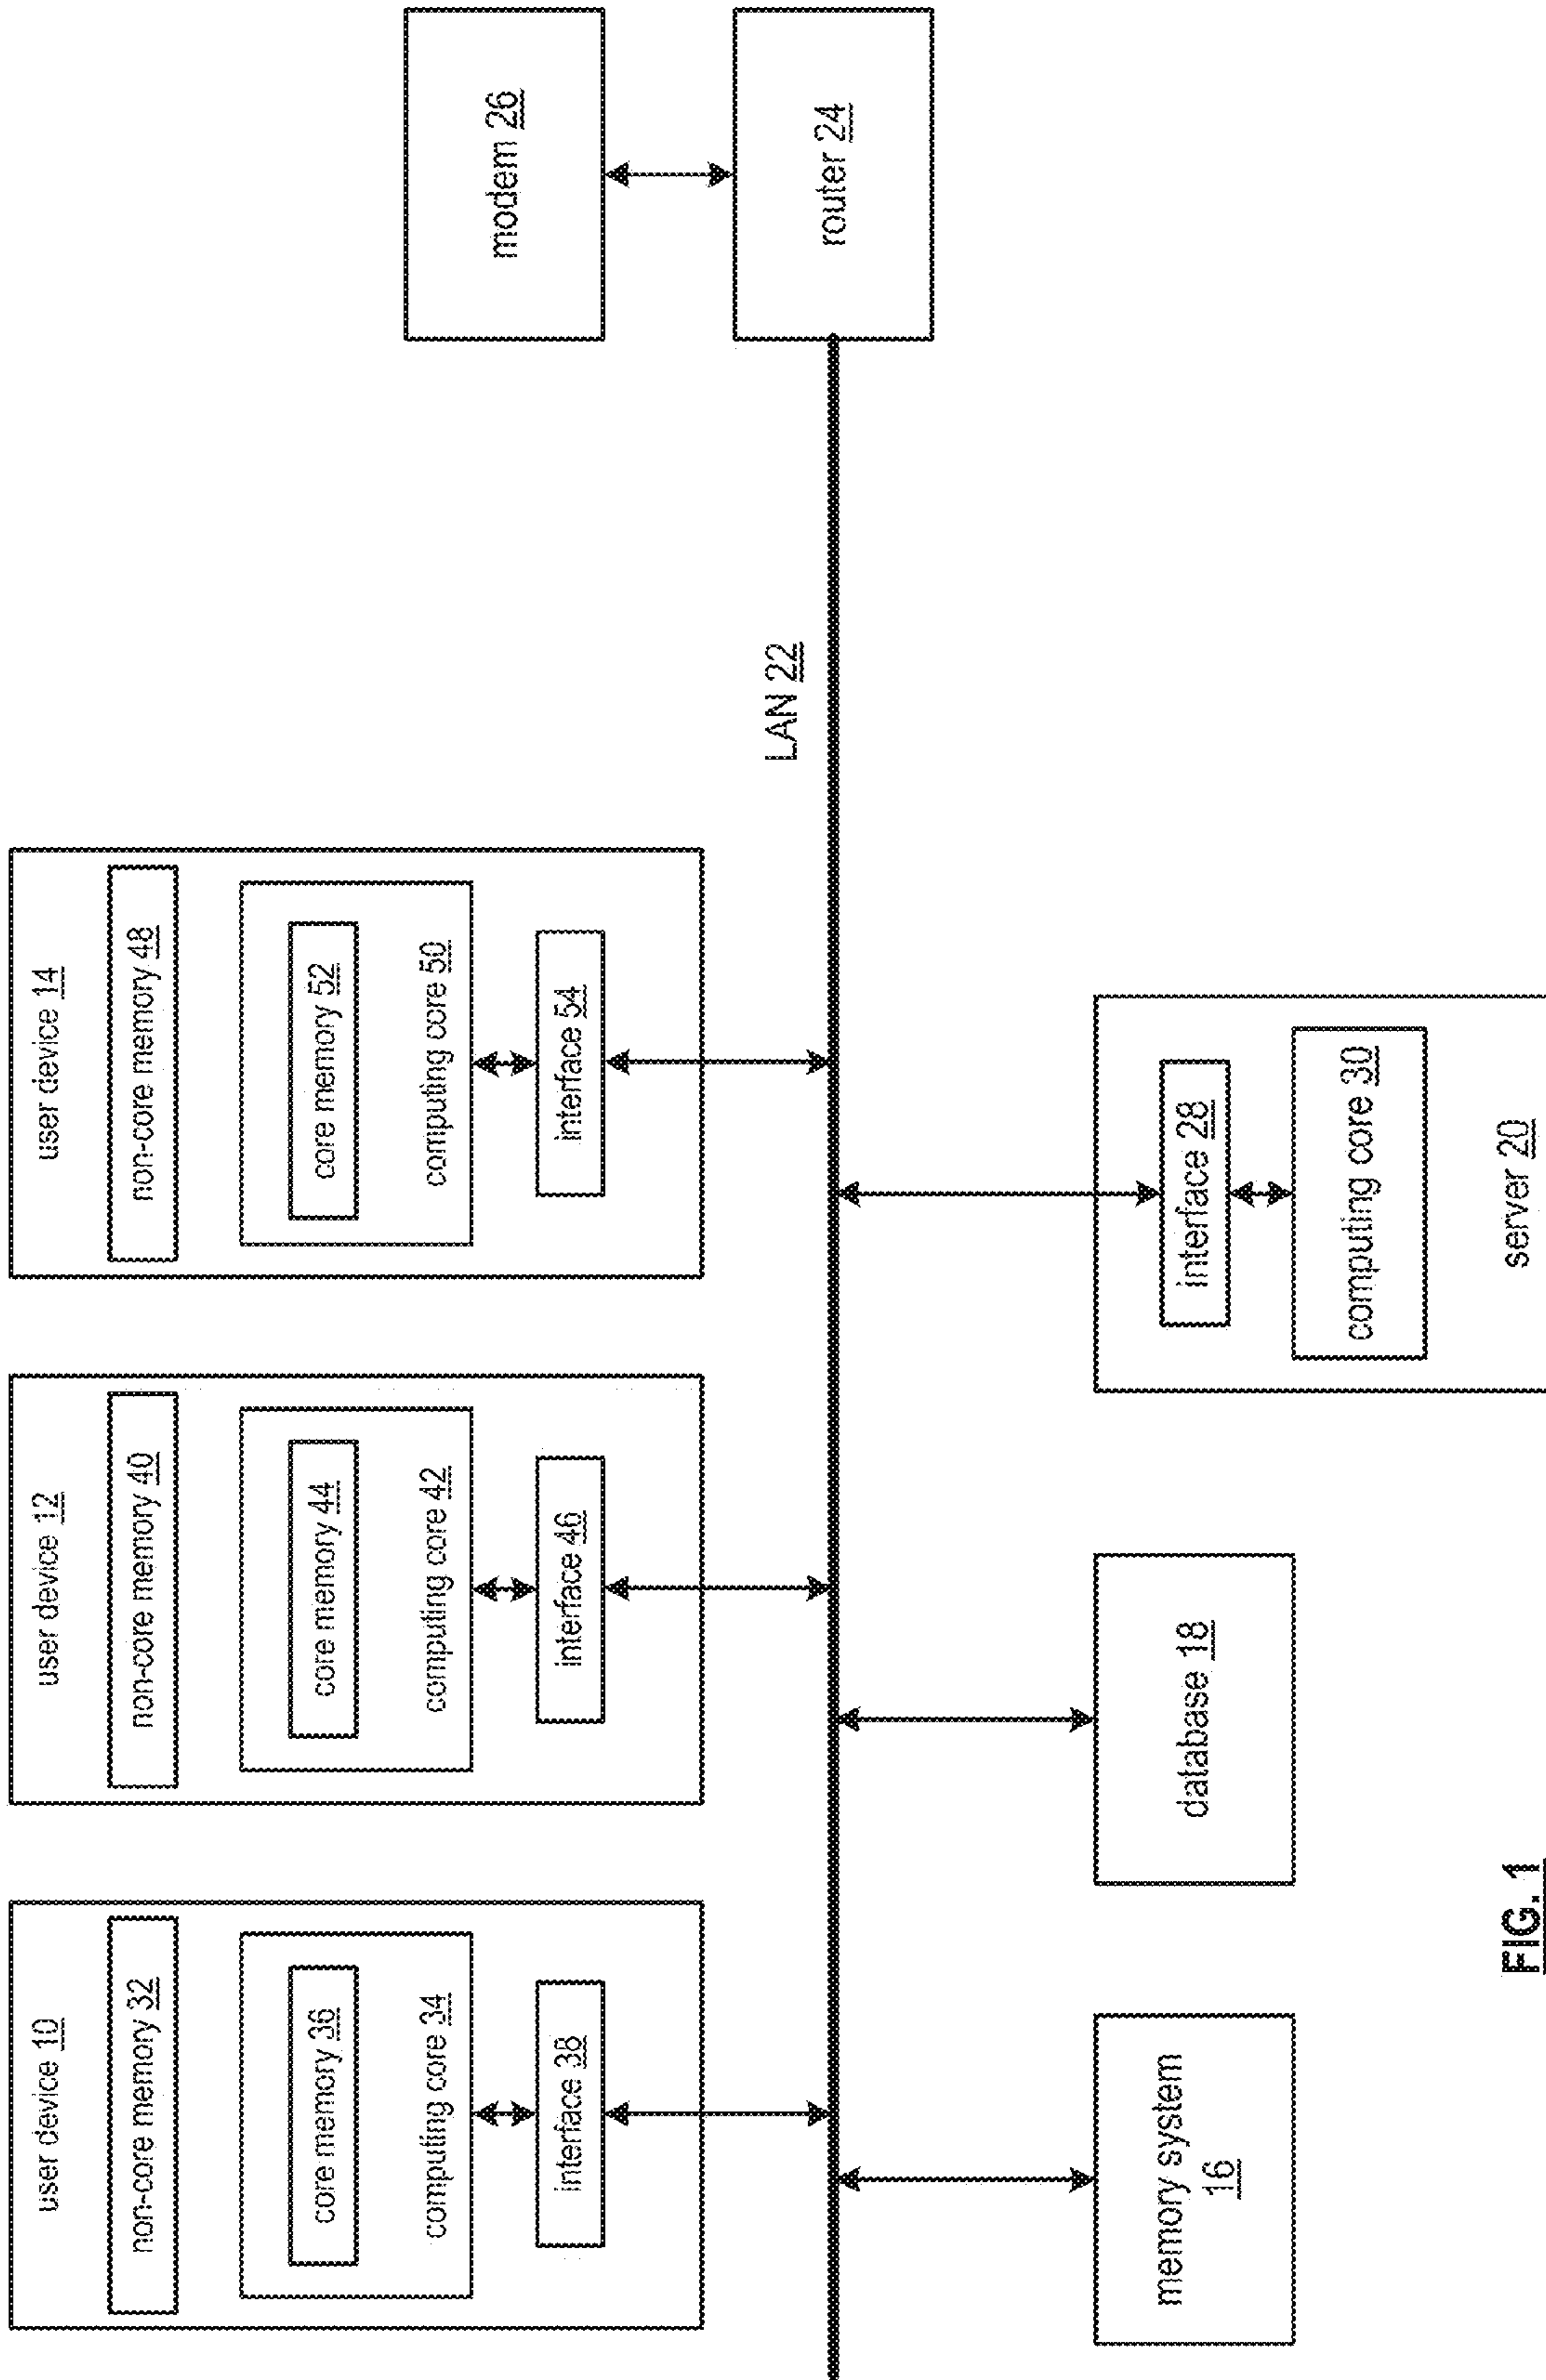 user device 10
non-core memory 32
core memory 36
computing core 34
interface 38
user device 12
non-core memory 40
core memory 44
computing core 42
interface 46
user device 14
non-core memory 48
core memory 52
computing core 50
interface 54
modem 26
router 24
LAN 22
memory system
16
database 18
interface 28
computing core 30
server 20
FIG. 1